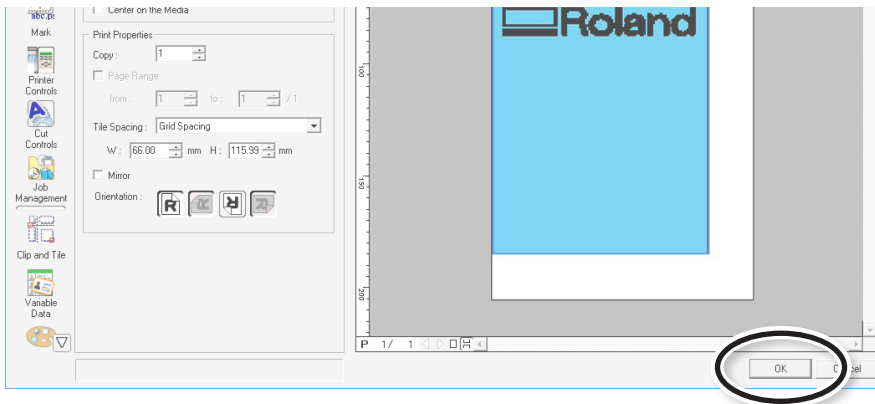 abc.ps
Mark
Printer
Controls
Cut
Controls
Job
Management
Clip and Tile
Variable
Data
Center on the Media
Print Properties
Copy : 1
Page Range
from : 1 to : 1 / 1
Tile Spacing : Grid Spacing
W : 66.00 mm H : 115.99 mm
Mirror
Orientation :
R R R R
Roland
100
150
200
P 1/ 1
OK